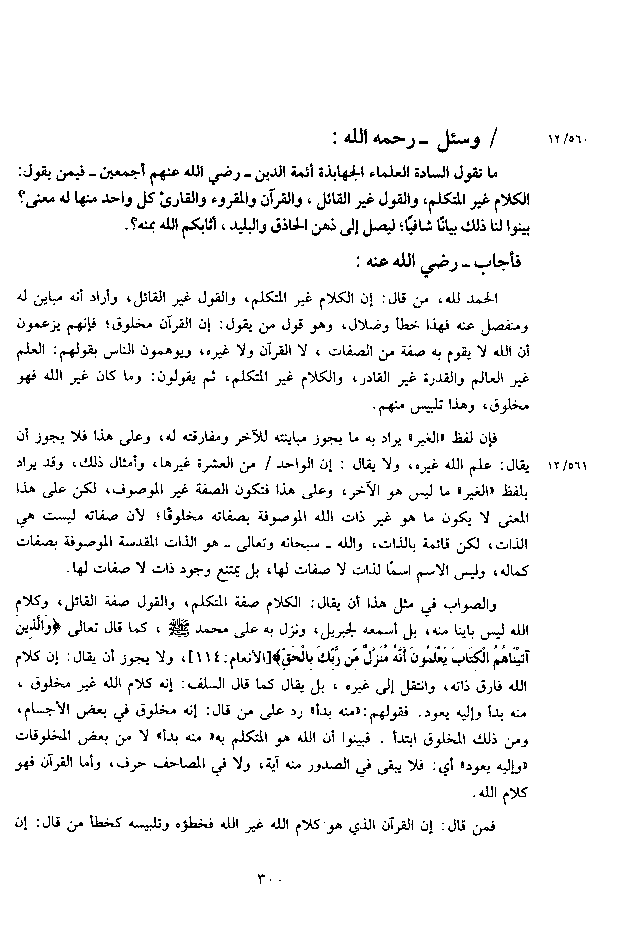 ١٢/٥٦٠ / وسئل ـ رحمه الله :
ما تقول السادة العلماء الجهابذة أئمة الدين ـ رضي الله عنهم أجمعين ـ فيمن يقول:
الكلام غير المتكلم، والقول غير القائل ، والقرآن والمقروء والقارئ كل واحد منها له معنى؟
بينوا لنا ذلك بيانًا شافيًا؛ ليصل إلى ذهن الحاذق والبليد ، أثابكم الله بمنه؟.
فأجاب ـ رضي الله عنه :
الحمد لله، من قال: إن الكلام غير المتكلم، والقول غير القائل، وأراد أنه مباين له
ومنفصل عنه فهذا خطأ وضلال، وهو قول من يقول: إن القرآن مخلوق؛ فإنهم يزعمون
أن الله لا يقوم به صفة من الصفات ، لا القرآن ولا غيره، ويوهمون الناس بقولهم: العلم
غير العالم والقدرة غير القادر، والكلام غير المتكلم، ثم يقولون: وما كان غير الله فهو
مخلوق، وهذا تلبيس منهم.
فإن لفظ «الغير» يراد به ما يجوز مباينته للآخر ومفارقته له، وعلى هذا فلا يجوز أن
١٢/٥٦١ يقال: علم الله غيره، ولا يقال : إن الواحد / من العشرة غيرها، وأمثال ذلك، وقد يراد
بلفظ «الغير» ما ليس هو الآخر، وعلى هذا فتكون الصفة غير الموصوف، لكن على هذا
المعنى لا يكون ما هو غير ذات الله الموصوفة بصفاته مخلوقًا؛ لأن صفاته ليست هي
الذات، لكن قائمة بالذات، والله ـ سبحانه وتعالى ـ هو الذات المقدسة الموصوفة بصفات
كماله، وليس الاسم اسمًا لذات لا صفات لها، بل يمتنع وجود ذات لا صفات لها.
والصواب في مثل هذا أن يقال: الكلام صفة المتكلم، والقول صفة القائل، وكلام
الله ليس باينا منه، بل أسمعه لجبريل، ونزل به على محمد ﷺ ، كما قال تعالى ﴿وَالَّذِينَ
آتَيْنَاهُمُ الْكِتَابَ يَعْلَمُونَ أَنَّهُ مُنَزَّلٌ مِّن رَّبِّكَ بِالْحَقِّ﴾[الأنعام:١١٤]، ولا يجوز أن يقال: إن كلام
الله فارق ذاته، وانتقل إلى غيره ، بل يقال كما قال السلف: إنه كلام الله غير مخلوق ،
منه بدأ وإليه يعود. فقولهم:«منه بدأ» رد على من قال: إنه مخلوق في بعض الأجسام،
ومن ذلك المخلوق ابتدأ . فبينوا أن الله هو المتكلم به«منه بدأ» لا من بعض المخلوقات
«وإليه يعود» أي: فلا يبقى في الصدور منه آية، ولا في المصاحف حرف، وأما القرآن فهو
كلام الله.
فمن قال: إن القرآن الذي هو كلام الله غير الله فخطؤه وتلبيسه كخطأ من قال: إن
٣٠٠